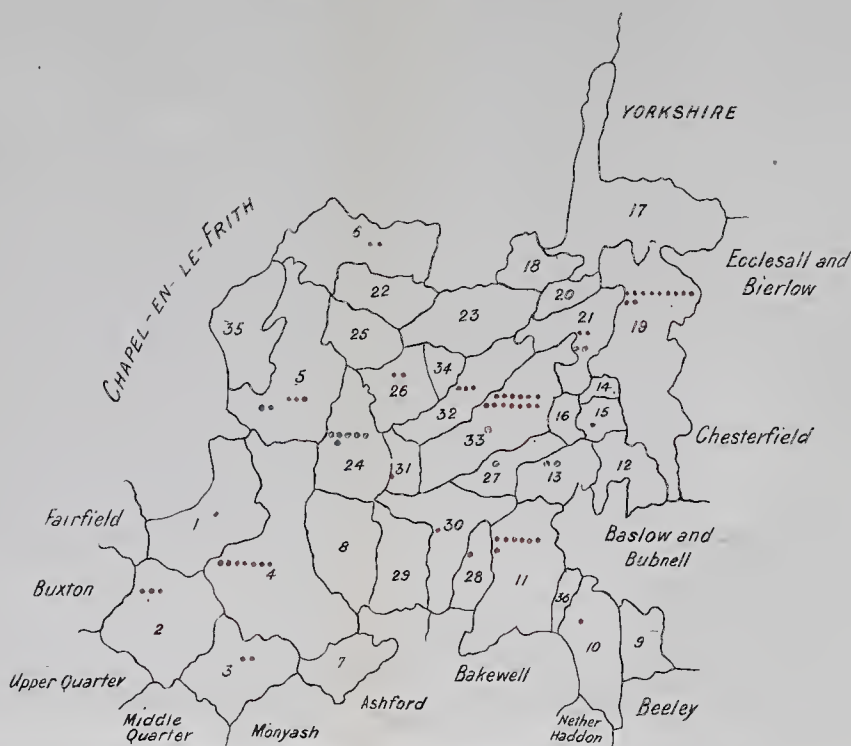 YORKSHIRE
17
CHAPEL-EN-LE-FRITH
6
18
Ecclesall and
Bierlow
22
20
19
23
21
35
25
34
14
5
26
32
15
16
33
Chesterfield
24
31
27
13
12
Fairfield
1
30
Baslow and
Bubnell
8
4
29
28
11
Buxton
36
2
10
9
3
7
Upper Quarter
Bakewell
Ashford
Beeley
Middle
Quarter
Monyash
Nether
Haddon